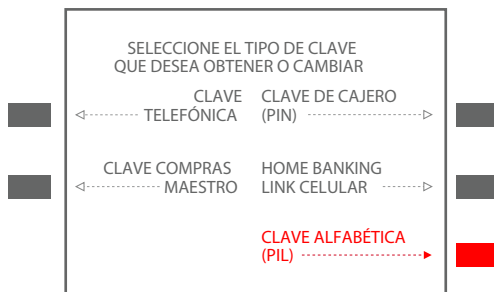 SELECCIONE EL TIPO DE CLAVE
QUE DESEA OBTENER O CAMBIAR
CLAVE
TELEFÓNICA
CLAVE DE CAJERO
(PIN)
CLAVE COMPRAS
MAESTRO
HOME BANKING
LINK CELULAR
CLAVE ALFABÉTICA
(PIL)